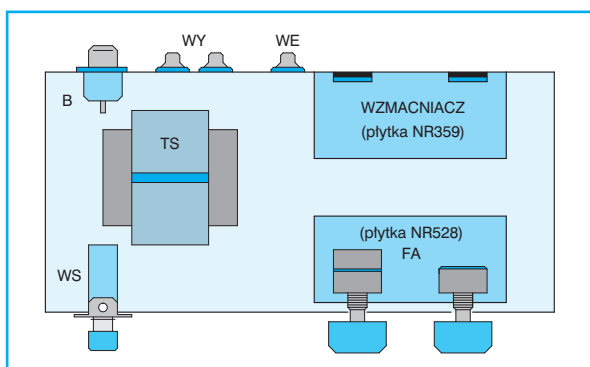 WY
WE
B
WZMACNIACZ
(płytka NR359)
TS
(płytka NR528)
FA
WS